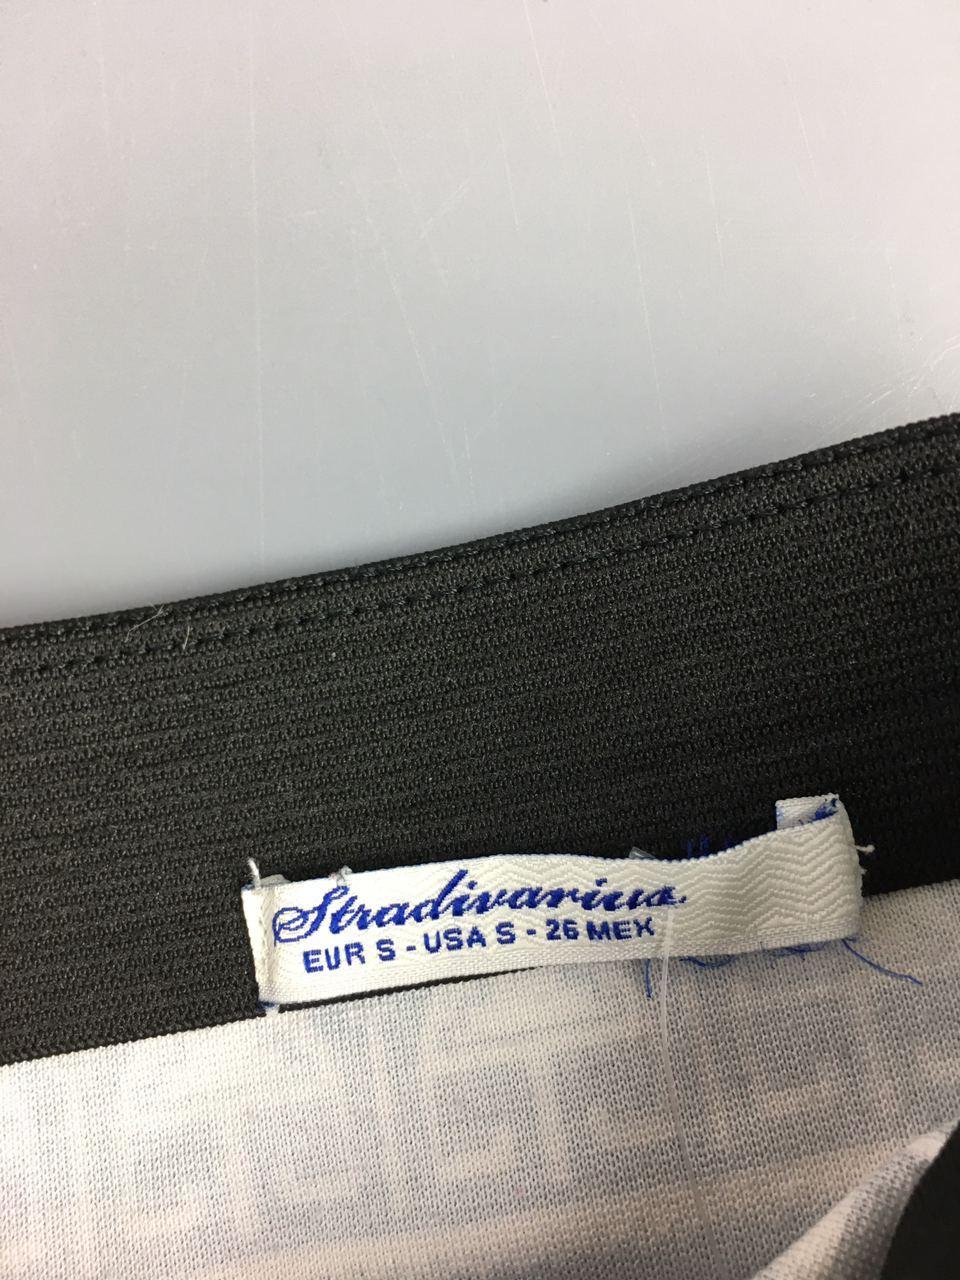 Stradivarius
EUR S - USA S - 26 MEX